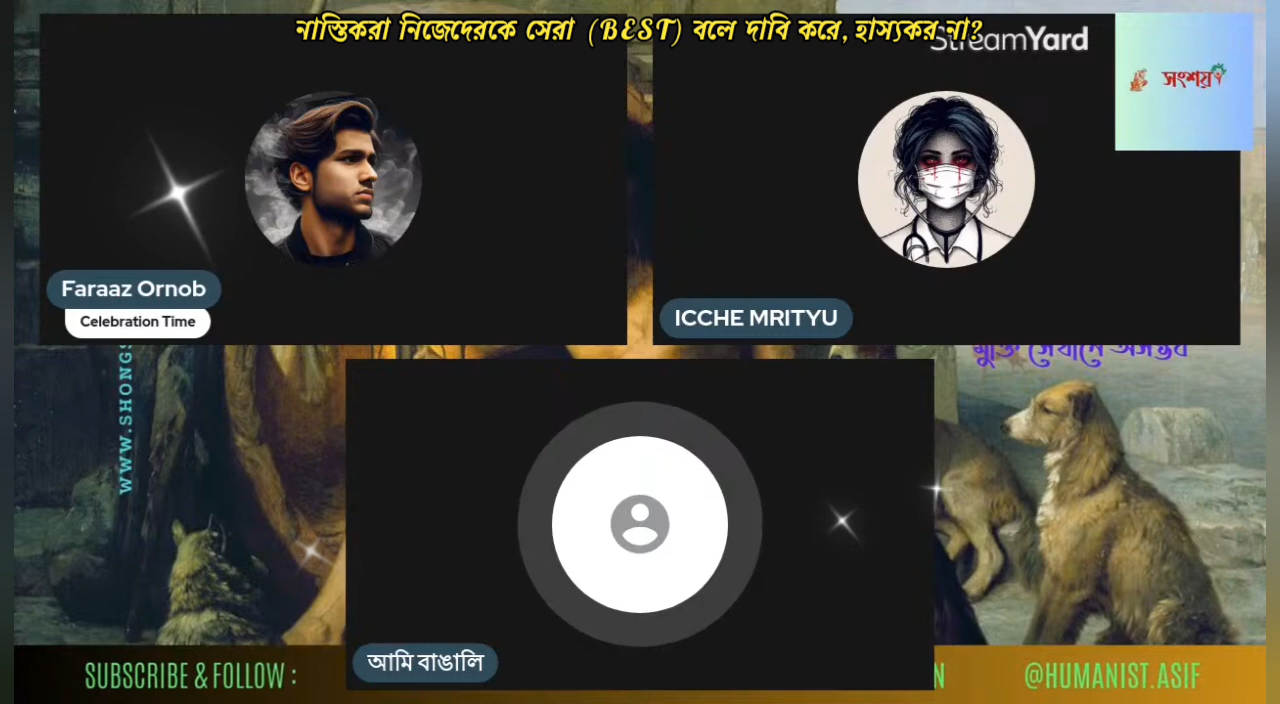 নাস্তিকরা নিজেদেরকে সেরা (BEST) বলে দাবি করে, হাস্যকর না?
StreamYard
সংশয়
Faraaz Ornob
Celebration Time
ICCHE MRITYU
WWW.SHONGS
আমি বাঙালি
SUBSCRIBE & FOLLOW :
N
@HUMANIST.ASIF